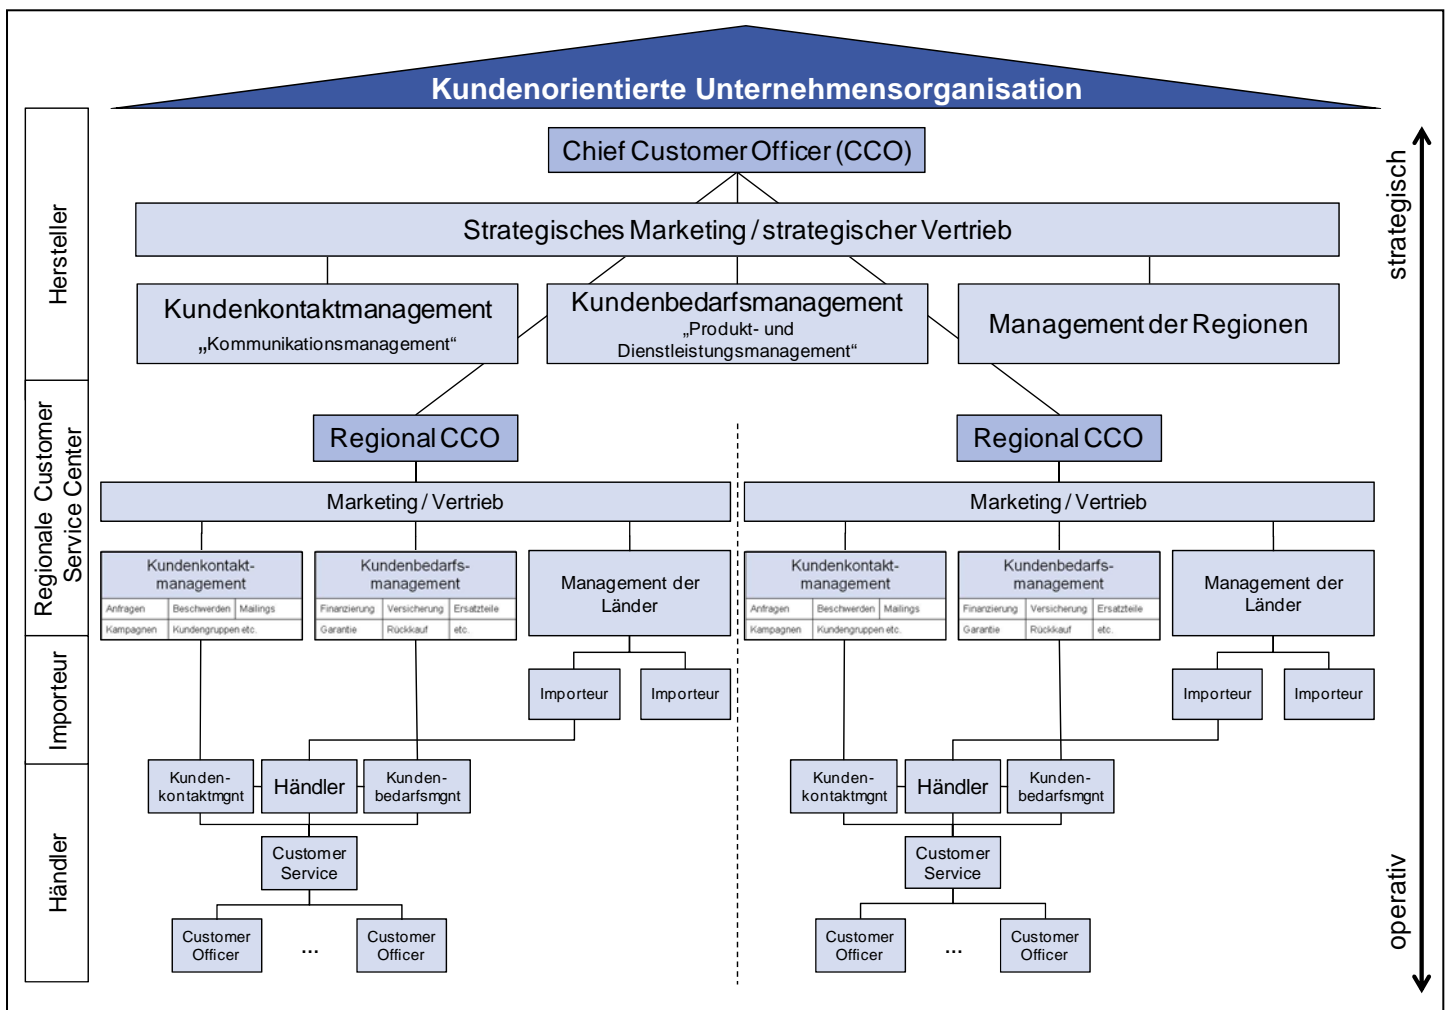 Kundenorientierte Unternehmensorganisation
Hersteller
strategisch
Chief Customer Officer (CCO)
Strategisches Marketing / strategischer Vertrieb
Kundenkontaktmanagement
„Kommunikationsmanagement“
Kundenbedarfsmanagement
„Produkt- und
Dienstleistungsmanagement“
Management der Regionen
Regionale Customer
Service Center
Regional CCO
Regional CCO
Marketing / Vertrieb
Marketing / Vertrieb
Kundenkontakt-
management
Anfragen Beschwerden Mailings
Kampagnen Kundengruppen etc.
Kundenbedarfs-
management
Finanzierung Versicherung Ersatzteile
Garantie Rückkauf etc.
Management der
Länder
Kundenkontakt-
management
Anfragen Beschwerden Mailings
Kampagnen Kundengruppen etc.
Kundenbedarfs-
management
Finanzierung Versicherung Ersatzteile
Garantie Rückkauf etc.
Management der
Länder
Importeur
Importeur
Importeur
Importeur
Importeur
Händler
Kunden-
kontaktmgnt
Händler
Kunden-
bedarfsmgnt
Kunden-
kontaktmgnt
Händler
Kunden-
bedarfsmgnt
Customer
Service
Customer
Service
Customer
Officer
...
Customer
Officer
Customer
Officer
...
Customer
Officer
operativ